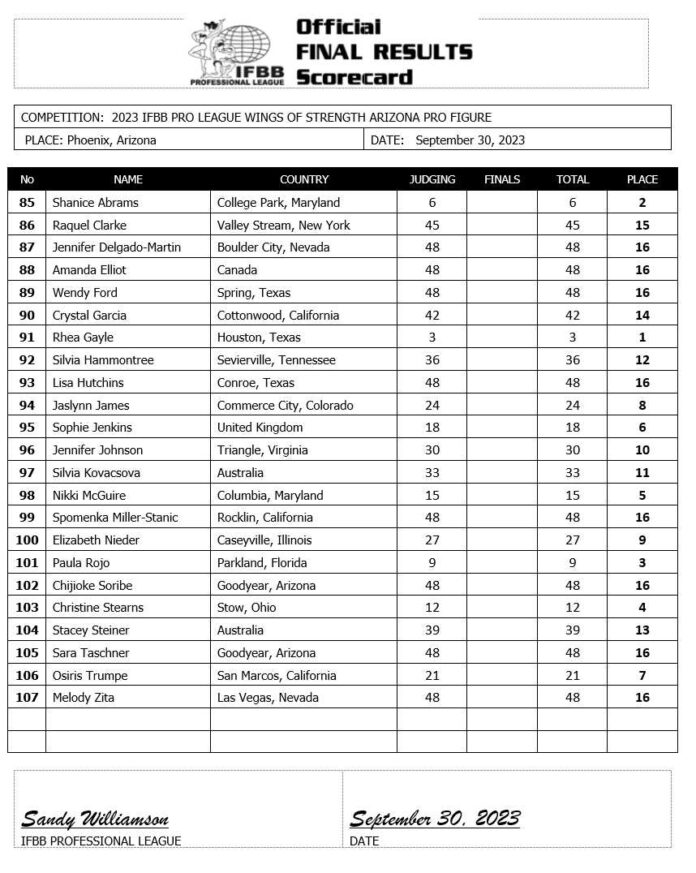 Official
FINAL RESULTS
Scorecard
IFBB
PROFESSIONAL LEAGUE
COMPETITION: 2023 IFBB PRO LEAGUE WINGS OF STRENGTH ARIZONA PRO FIGURE
PLACE: Phoenix, Arizona DATE: September 30, 2023
No NAME COUNTRY JUDGING FINALS TOTAL PLACE
85 Shanice Abrams College Park, Maryland 6 6 2
86 Raquel Clarke Valley Stream, New York 45 45 15
87 Jennifer Delgado-Martin Boulder City, Nevada 48 48 16
88 Amanda Elliot Canada 48 48 16
89 Wendy Ford Spring, Texas 48 48 16
90 Crystal Garcia Cottonwood, California 42 42 14
91 Rhea Gayle Houston, Texas 3 3 1
92 Silvia Hammontree Sevierville, Tennessee 36 36 12
93 Lisa Hutchins Conroe, Texas 48 48 16
94 Jaslynn James Commerce City, Colorado 24 24 8
95 Sophie Jenkins United Kingdom 18 18 6
96 Jennifer Johnson Triangle, Virginia 30 30 10
97 Silvia Kovacsova Australia 33 33 11
98 Nikki McGuire Columbia, Maryland 15 15 5
99 Spomenka Miller-Stanic Rocklin, California 48 48 16
100 Elizabeth Nieder Caseyville, Illinois 27 27 9
101 Paula Rojo Parkland, Florida 9 9 3
102 Chijioke Soribe Goodyear, Arizona 48 48 16
103 Christine Stearns Stow, Ohio 12 12 4
104 Stacey Steiner Australia 39 39 13
105 Sara Taschner Goodyear, Arizona 48 48 16
106 Osiris Trumpe San Marcos, California 21 21 7
107 Melody Zita Las Vegas, Nevada 48 48 16
Sandy Williamson September 30, 2023
IFBB PROFESSIONAL LEAGUE DATE